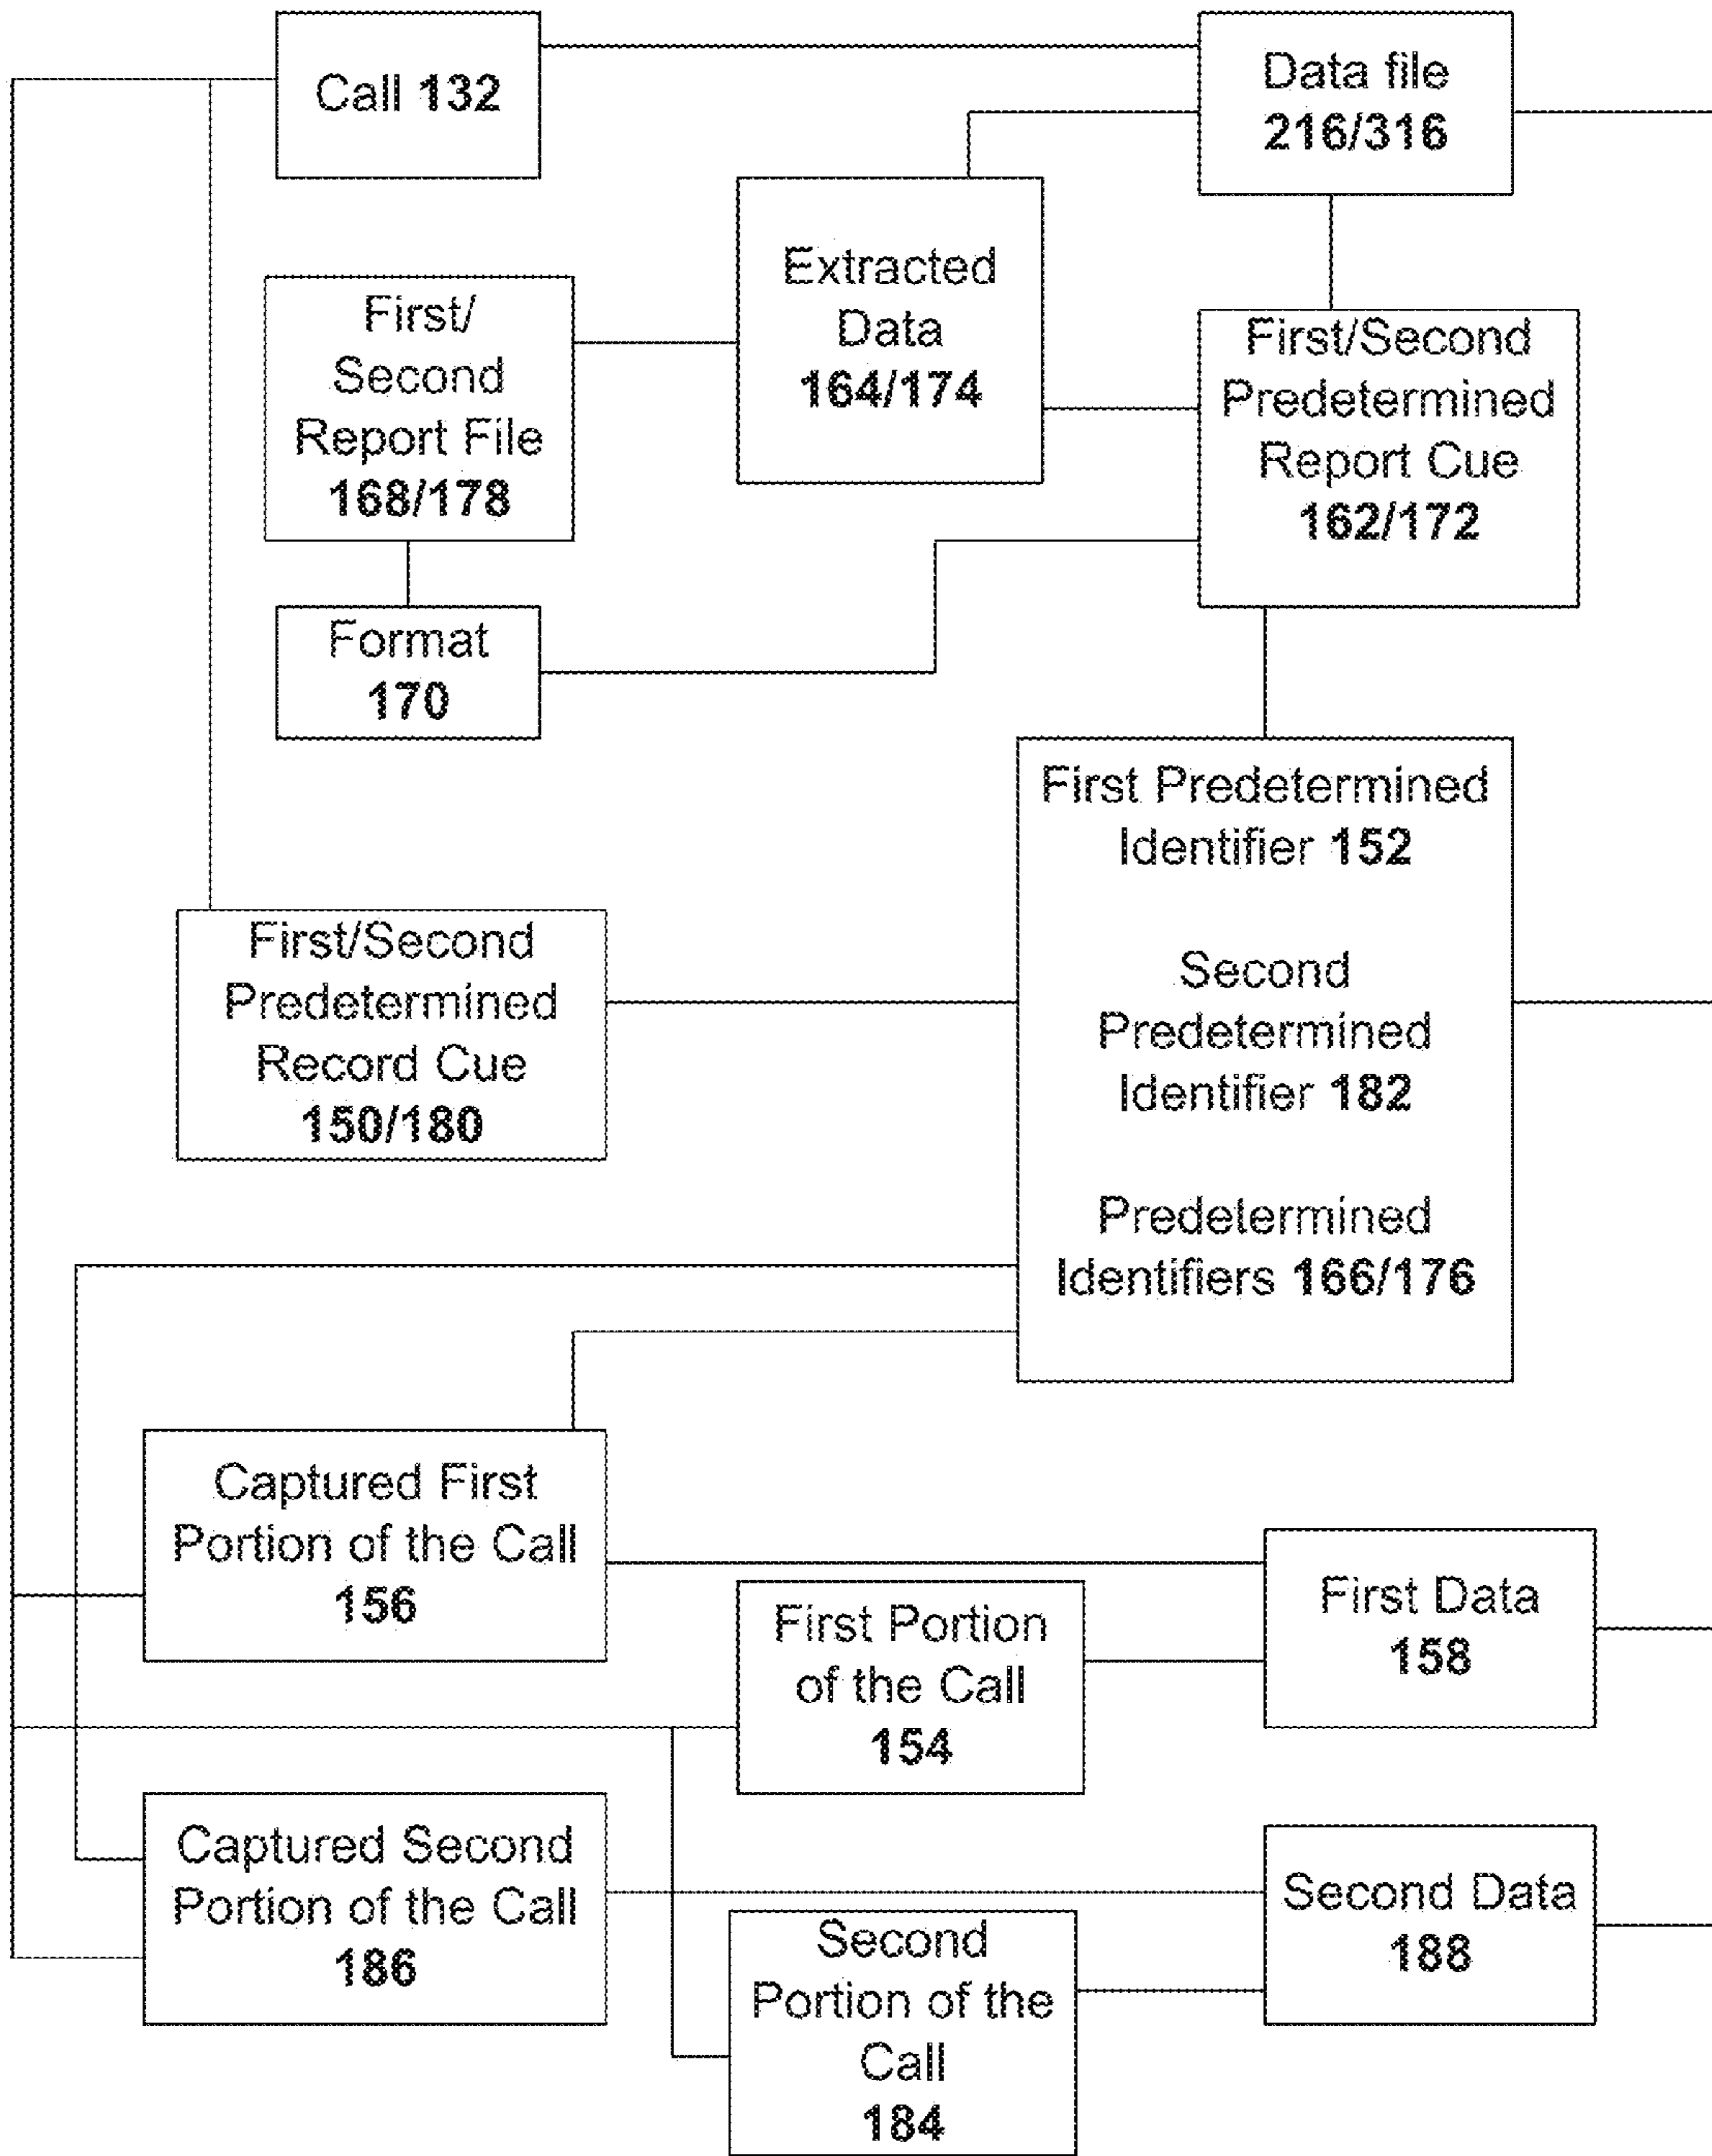 Call 132
Data file
216/316
Extracted
Data
164/174
First/
Second
Report File
168/178
First/Second
Predetermined
Report Cue
162/172
Format
170
First Predetermined
Identifier 152
Second
Predetermined
Identifier 182
Predetermined
Identifiers 166/176
First/Second
Predetermined
Record Cue
150/180
Captured First
Portion of the Call
156
First Portion
of the Call
154
First Data
158
Captured Second
Portion of the Call
186
Second
Portion of the
Call
184
Second Data
188